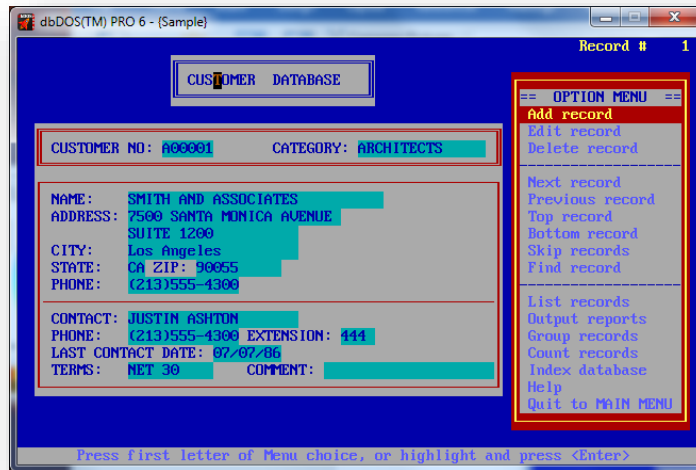 dbDOS(TM) PRO 6 - {Sample}
Record # 1
CUSTOMER DATABASE
CUSTOMER NO: A00001 CATEGORY: ARCHITECTS
NAME: SMITH AND ASSOCIATES
ADDRESS: 7500 SANTA MONICA AVENUE
SUITE 1200
CITY: Los Angeles
STATE: CA ZIP: 90055
PHONE: (213)555-4300
CONTACT: JUSTIN ASHTON
PHONE: (213)555-4300 EXTENSION: 444
LAST CONTACT DATE: 07/07/86
TERMS: NET 30 COMMENT:
== OPTION MENU ==
Add record
Edit record
Delete record
Next record
Previous record
Top record
Bottom record
Skip records
Find record
List records
Output reports
Group records
Count records
Index database
Help
Quit to MAIN MENU
Press first letter of Menu choice, or highlight and press <Enter>